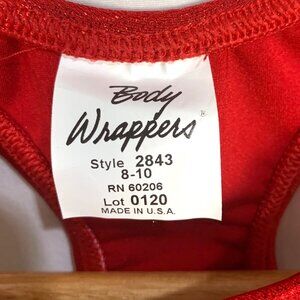 Body
Wrappers
Style 2843
8-10
RN 60206
Lot 0120
MADE IN U.S.A.